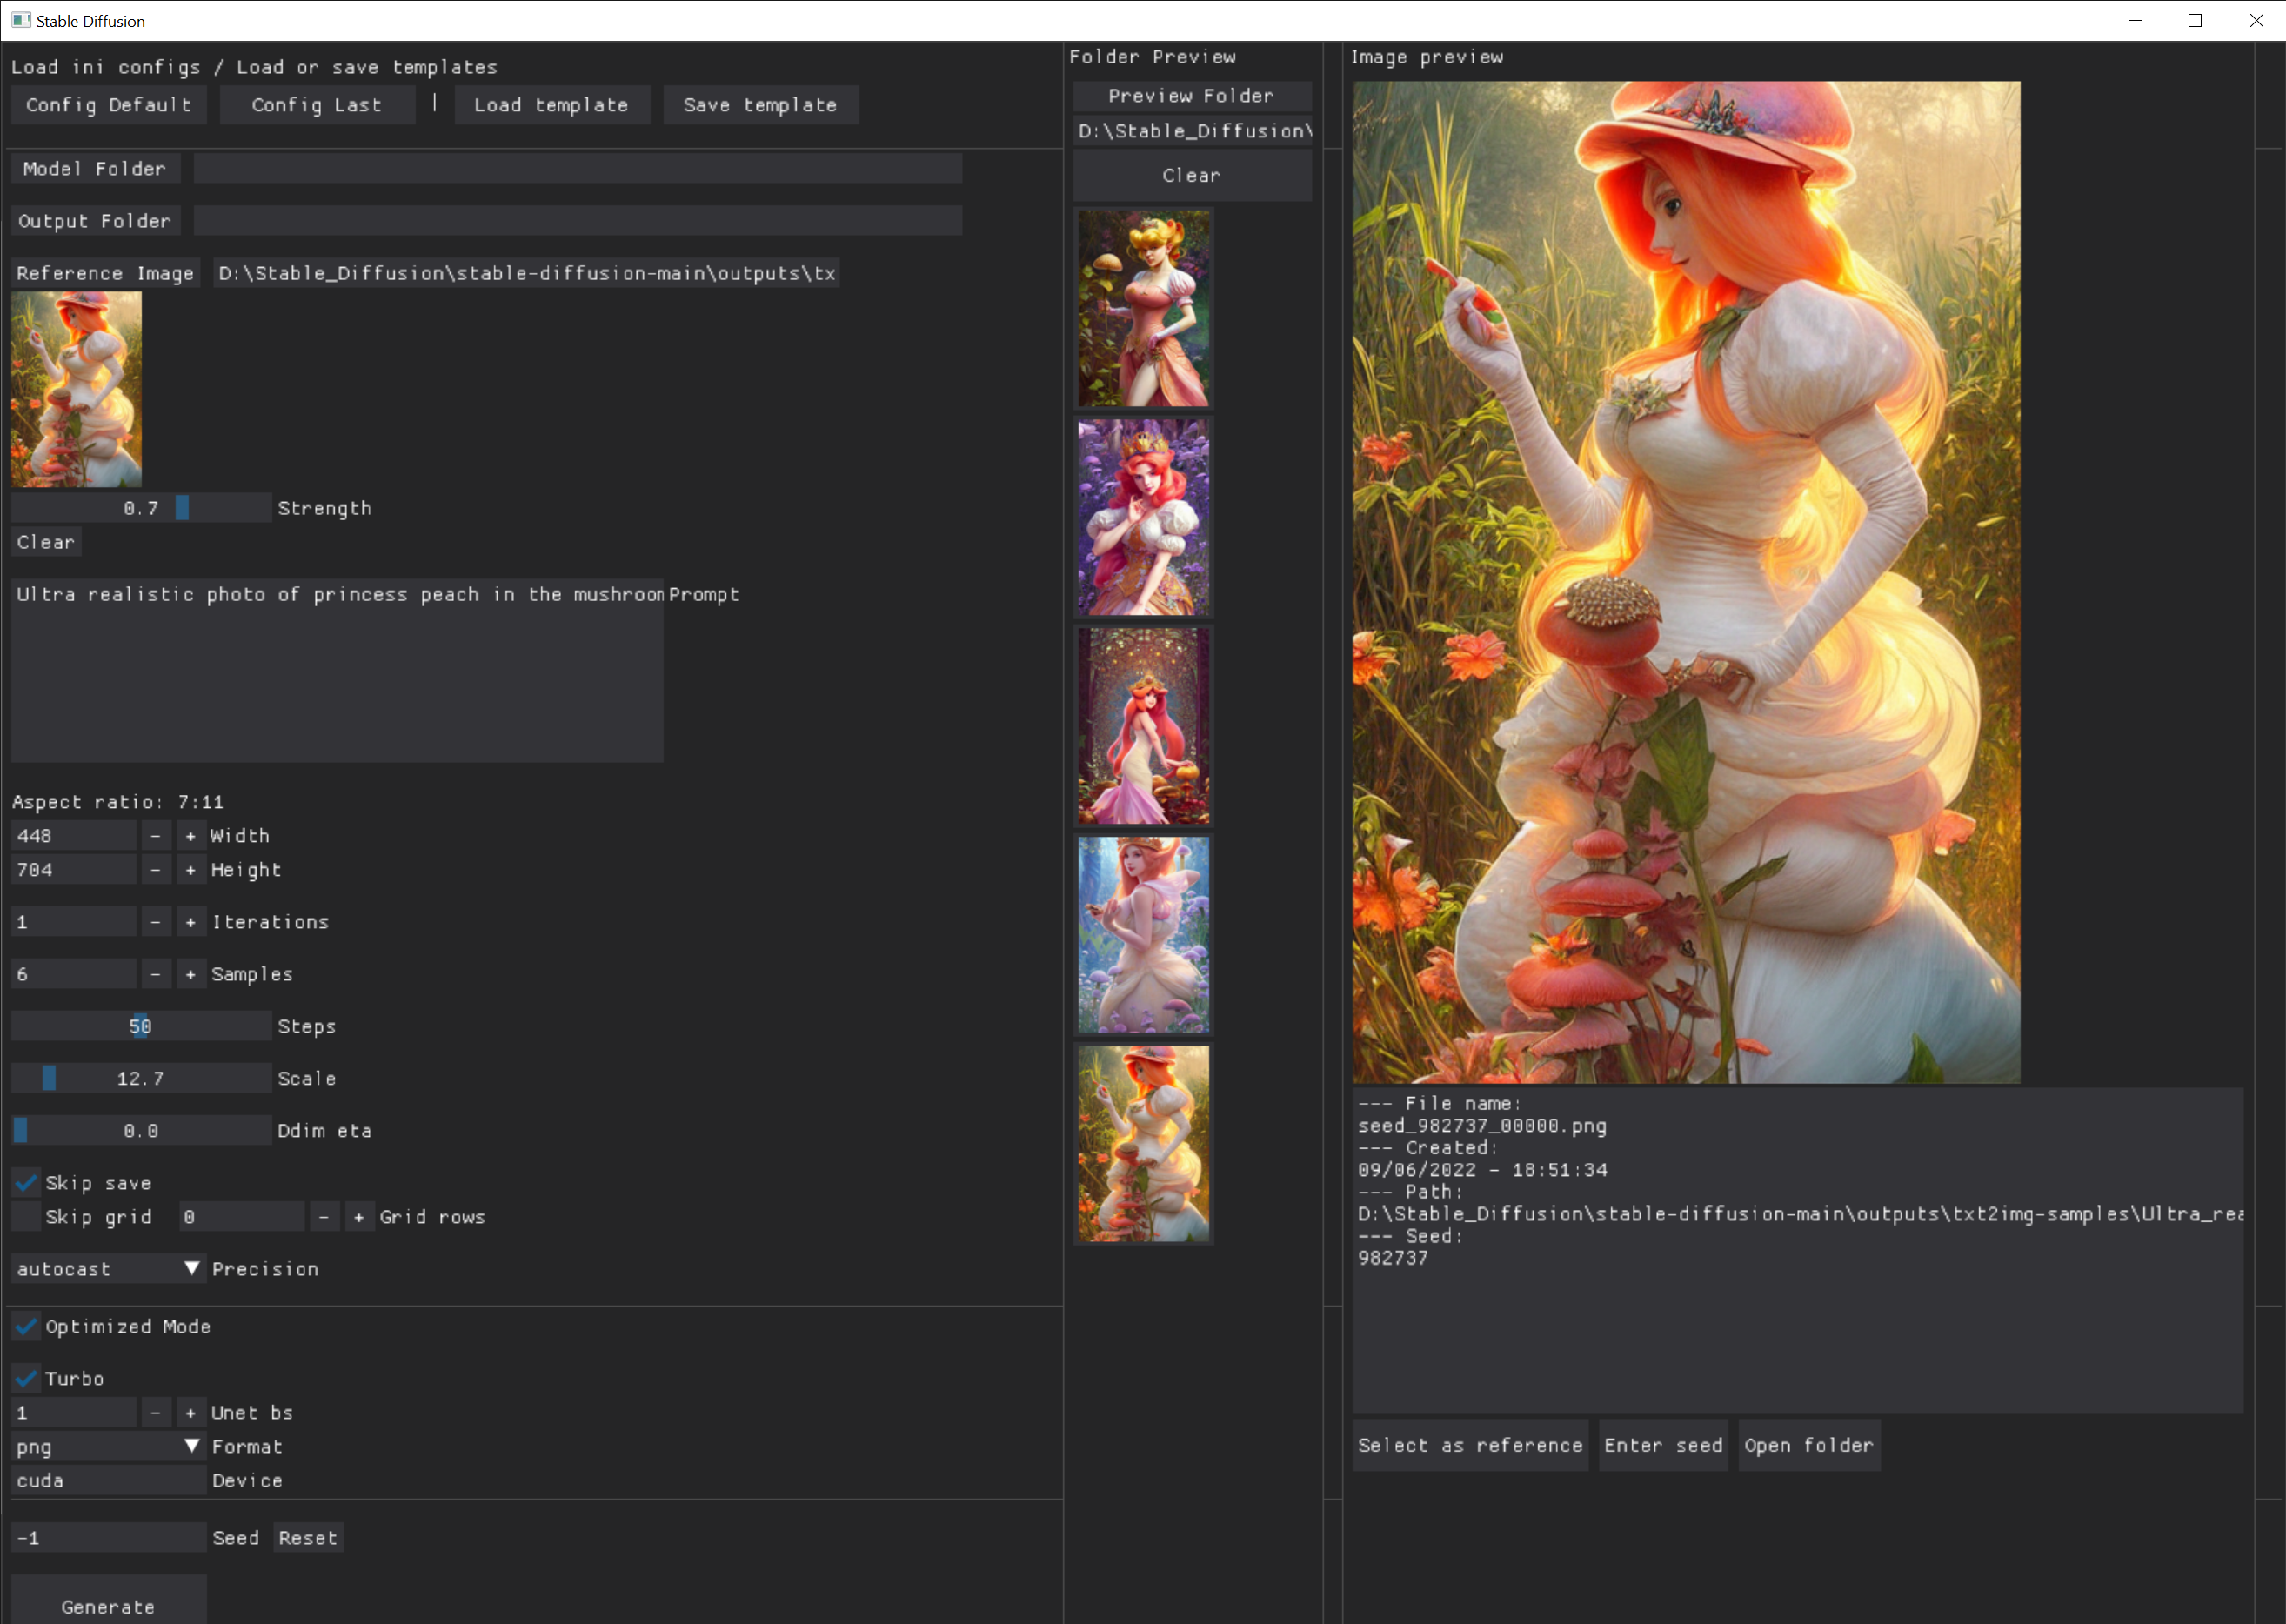 Stable Diffusion
Load ini configs / Load or save templates
Config Default Config Last | Load template Save template
Model Folder
Output Folder
Reference Image D:\Stable_Diffusion\stable-diffusion-main\outputs\tx
0.7 Strength
Clear
Ultra realistic photo of princess peach in the mushroom Prompt
Aspect ratio: 7:11
448 - + Width
704 - + Height
1 - + Iterations
6 - + Samples
50 Steps
12.7 Scale
0.0 Ddim eta
Skip save
Skip grid 0 - + Grid rows
autocast Precision
Optimized Mode
Turbo
1 - + Unet bs
png Format
cuda Device
-1 Seed Reset
Generate
Folder Preview
Preview Folder
D:\Stable_Diffusion\
Clear
Image preview
--- File name:
seed_982737_00000.png
--- Created:
09/06/2022 - 18:51:34
--- Path:
D:\Stable_Diffusion\stable-diffusion-main\outputs\txt2img-samples\Ultra_rea
--- Seed:
982737
Select as reference Enter seed Open folder